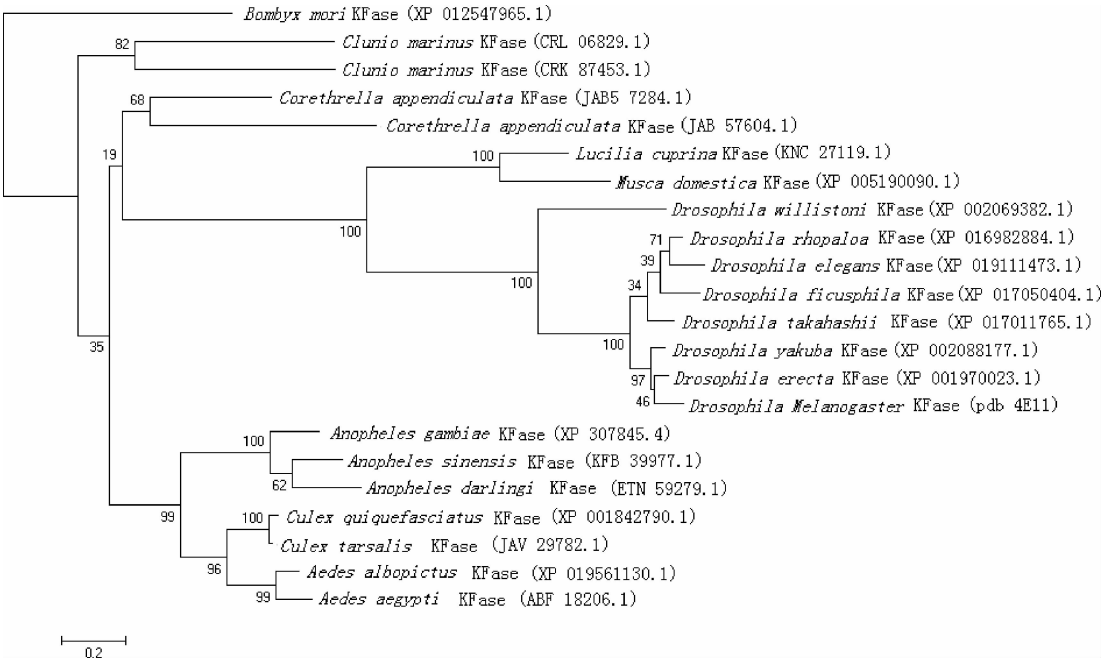 Bombyx mori KFase (XP 012547965.1)
82
Clunio marinus KFase (CRL 06829.1)
Clunio marinus KFase (CRK 87453.1)
68
Corethrella appendiculata KFase (JAB5 7284.1)
Corethrella appendiculata KFase (JAB 57604.1)
19
100
Lucilia cuprina KFase (KNC 27119.1)
Musca domestica KFase (XP 005190090.1)
100
Drosophila willistoni KFase (XP 002069382.1)
71
Drosophila rhopaloa KFase (XP 016982884.1)
39
Drosophila elegans KFase (XP 019111473.1)
100
34
Drosophila ficusphila KFase (XP 017050404.1)
Drosophila takahashii KFase (XP 017011765.1)
35
100
Drosophila yakuba KFase (XP 002088177.1)
97
Drosophila erecta KFase (XP 001970023.1)
46
Drosophila Melanogaster KFase (pdb 4E11)
100
Anopheles gambiae KFase (XP 307845.4)
Anopheles sinensis KFase (KFB 39977.1)
62
Anopheles darlingi KFase (ETN 59279.1)
99
100
Culex quiquefasciatus KFase (XP 001842790.1)
Culex tarsalis KFase (JAV 29782.1)
96
Aedes albopictus KFase (XP 019561130.1)
99
Aedes aegypti KFase (ABF 18206.1)
0.2